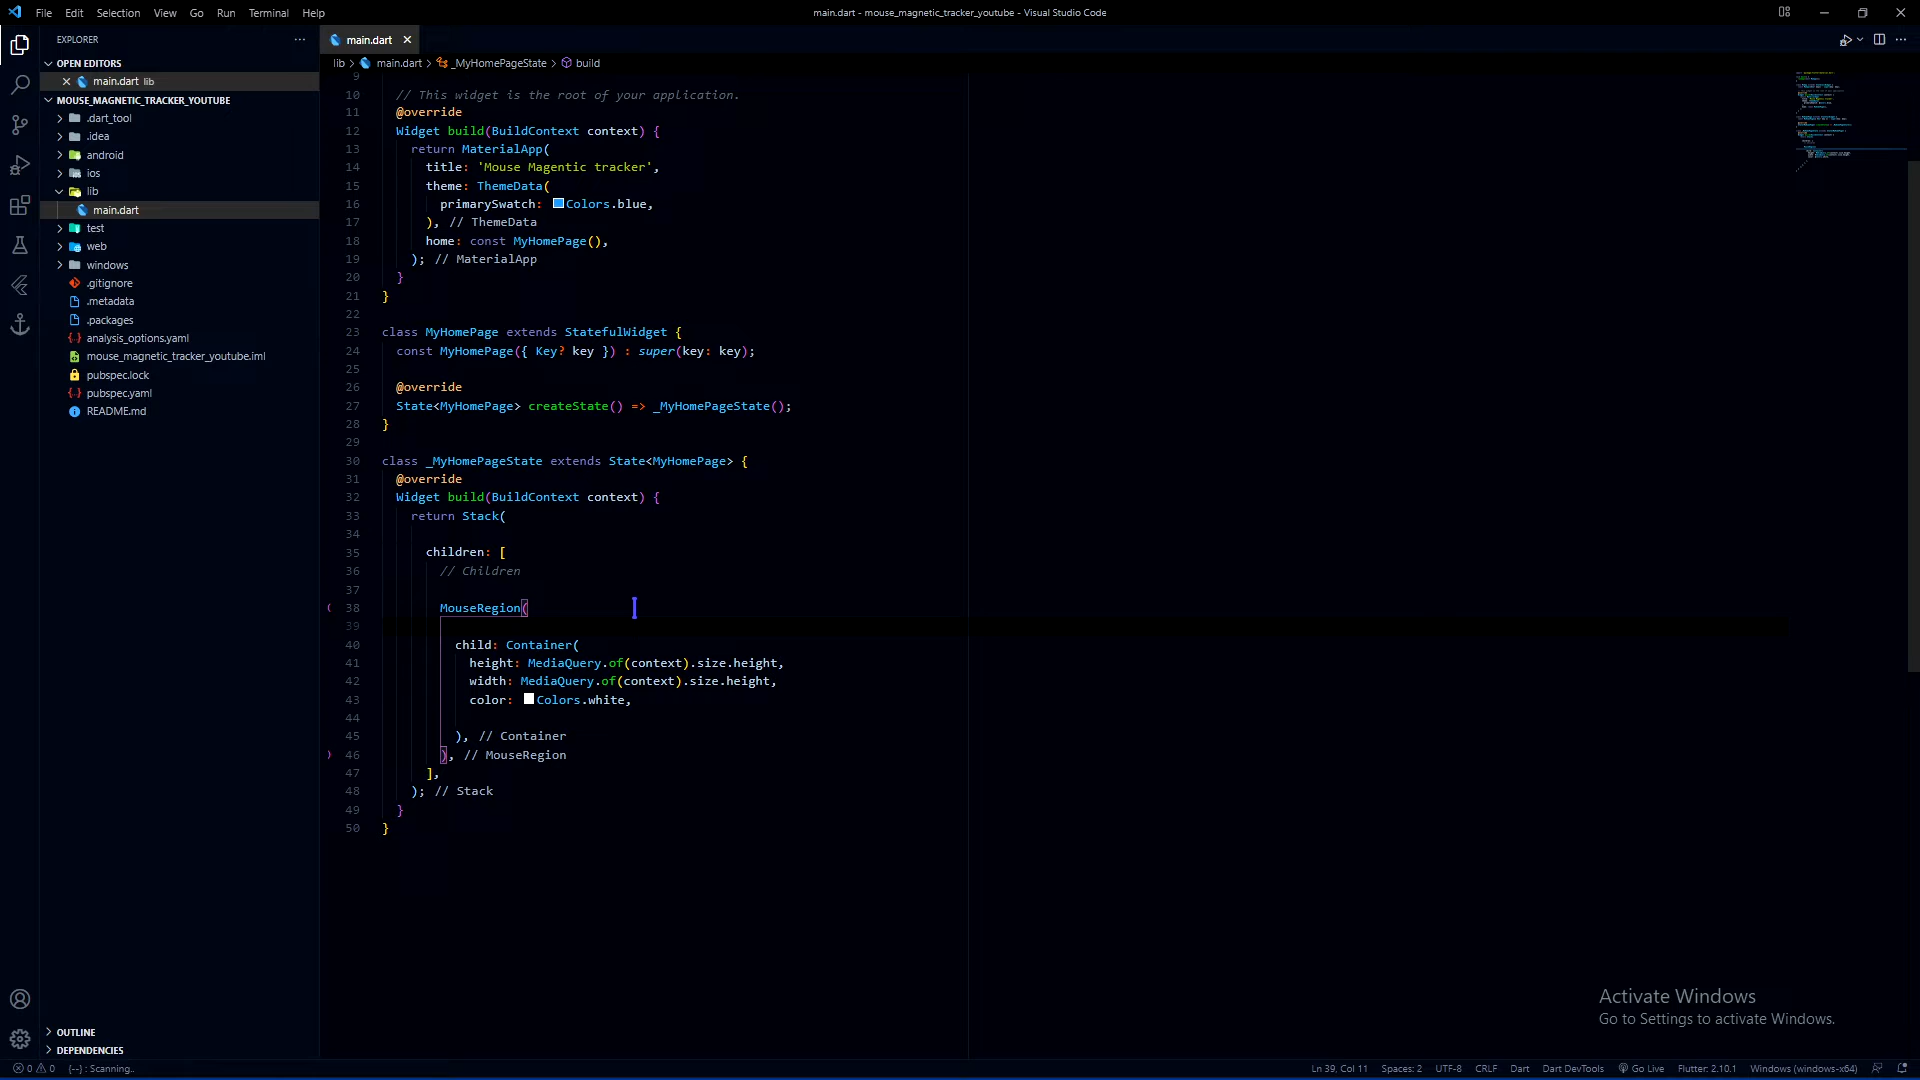 File Edit Selection View Go Run Terminal Help
main.dart - mouse_magnetic_tracker_youtube - Visual Studio Code
EXPLORER
OPEN EDITORS
main.dart lib
MOUSE_MAGNETIC_TRACKER_YOUTUBE
.dart_tool
.idea
android
ios
lib
main.dart
test
web
windows
.gitignore
.metadata
.packages
analysis_options.yaml
mouse_magnetic_tracker_youtube.iml
pubspec.lock
pubspec.yaml
README.md
OUTLINE
DEPENDENCIES
main.dart
lib > main.dart > _MyHomePageState > build
9
10 // This widget is the root of your application.
11 @override
12 Widget build(BuildContext context) {
13 return MaterialApp(
14 title: 'Mouse Magentic tracker',
15 theme: ThemeData(
16 primarySwatch: Colors.blue,
17 ), // ThemeData
18 home: const MyHomePage(),
19 ); // MaterialApp
20 }
21 }
22
23 class MyHomePage extends StatefulWidget {
24 const MyHomePage({ Key? key }) : super(key: key);
25
26 @override
27 State<MyHomePage> createState() => _MyHomePageState();
28 }
29
30 class _MyHomePageState extends State<MyHomePage> {
31 @override
32 Widget build(BuildContext context) {
33 return Stack(
34
35 children: [
36 // Children
37
( 38 MouseRegion(
39
40 child: Container(
41 height: MediaQuery.of(context).size.height,
42 width: MediaQuery.of(context).size.height,
43 color: Colors.white,
44
45 ), // Container
) 46 ), // MouseRegion
47 ],
48 ); // Stack
49 }
50 }
Activate Windows
Go to Settings to activate Windows.
0 0 {--} : Scanning.. Ln 39, Col 11 Spaces: 2 UTF-8 CRLF Dart Dart DevTools Go Live Flutter: 2.10.1 Windows (windows-x64)